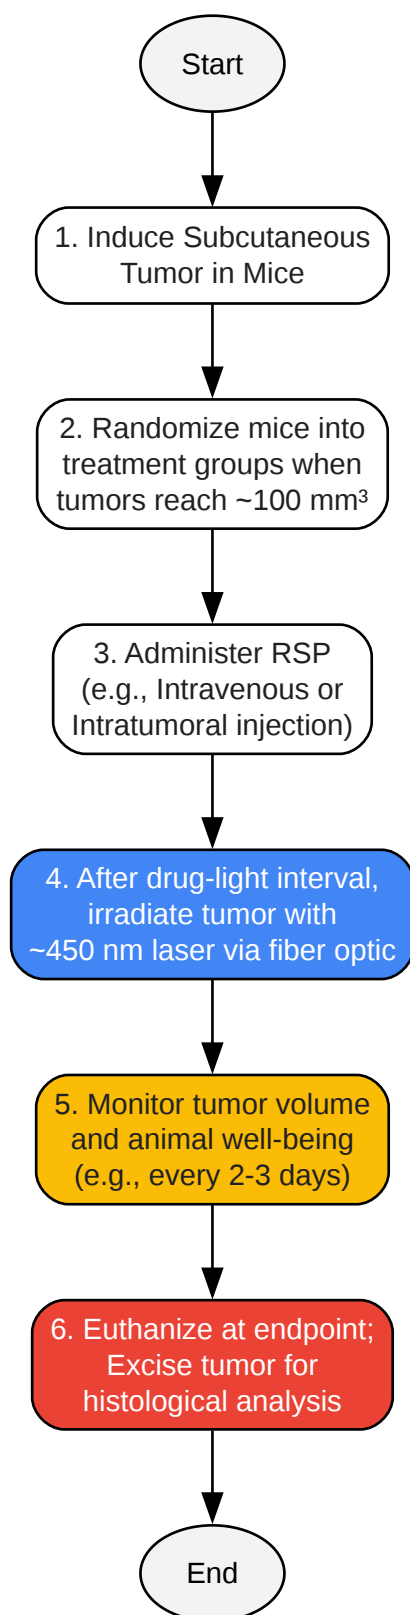 Start
1. Induce Subcutaneous
Tumor in Mice
2. Randomize mice into
treatment groups when
tumors reach ~100 mm³
3. Administer RSP
(e.g., Intravenous or
Intratumoral injection)
4. After drug-light interval,
irradiate tumor with
~450 nm laser via fiber optic
5. Monitor tumor volume
and animal well-being
(e.g., every 2-3 days)
6. Euthanize at endpoint;
Excise tumor for
histological analysis
End